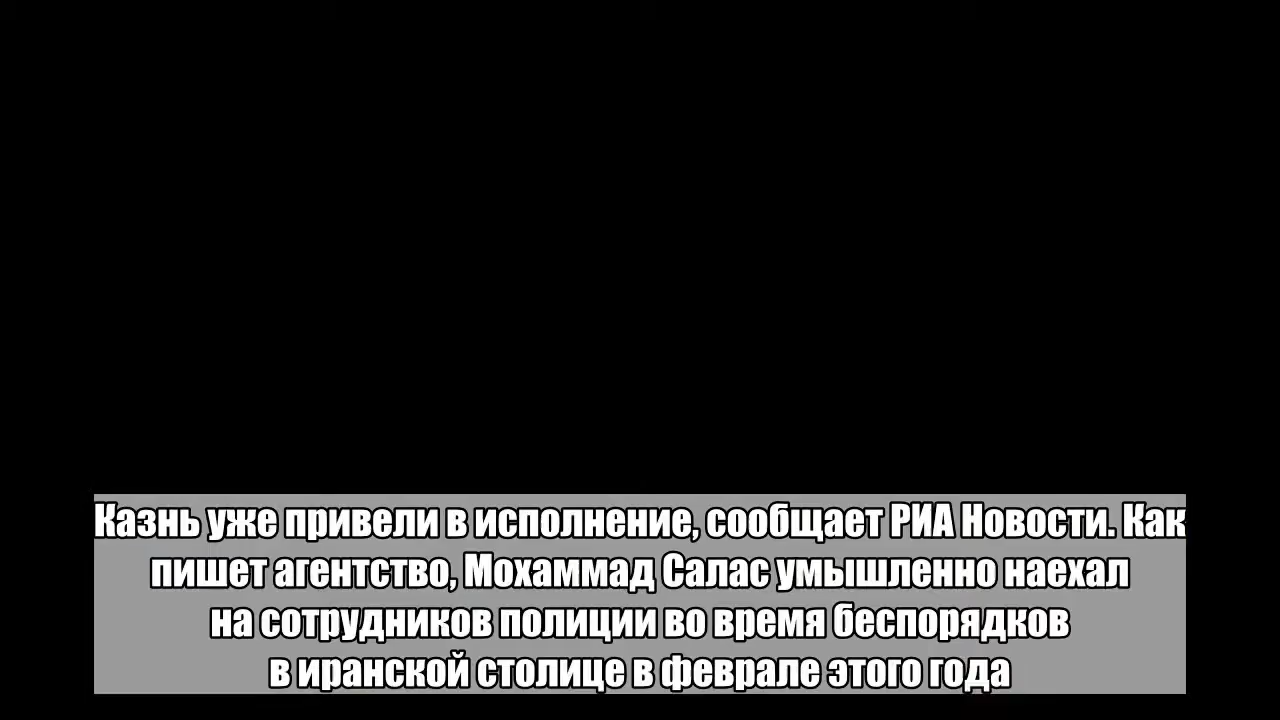 Казнь уже привели в исполнение, сообщает РИА Новости. Как
пишет агентство, Мохаммад Салас умышленно наехал
на сотрудников полиции во время беспорядков
в иранской столице в феврале этого года